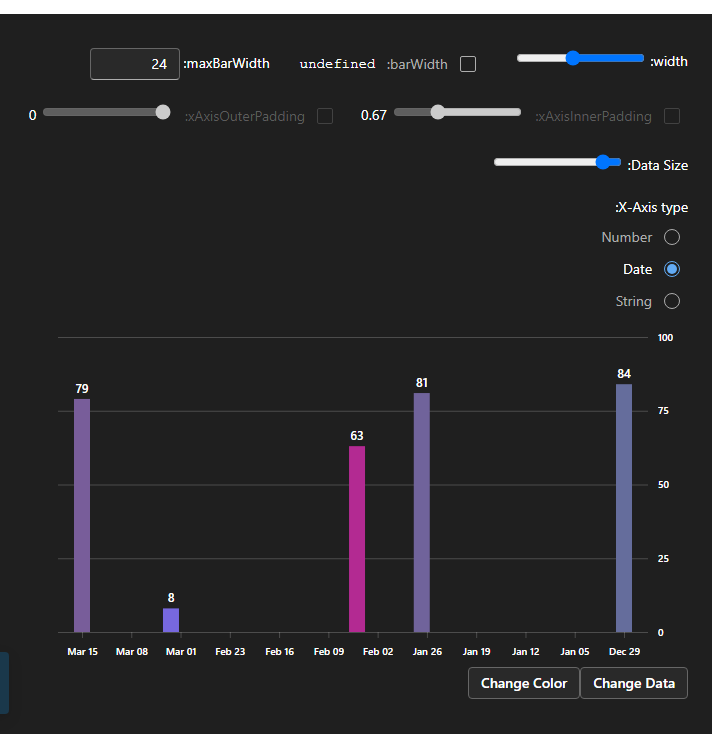 24 :maxBarWidth undefined :barWidth :width
0 :xAxisOuterPadding 0.67 :xAxisInnerPadding
:Data Size
:X-Axis type
Number
Date
String
100
84
81
79
75
63
50
25
8
0
Mar 15 Mar 08 Mar 01 Feb 23 Feb 16 Feb 09 Feb 02 Jan 26 Jan 19 Jan 12 Jan 05 Dec 29
Change Color Change Data